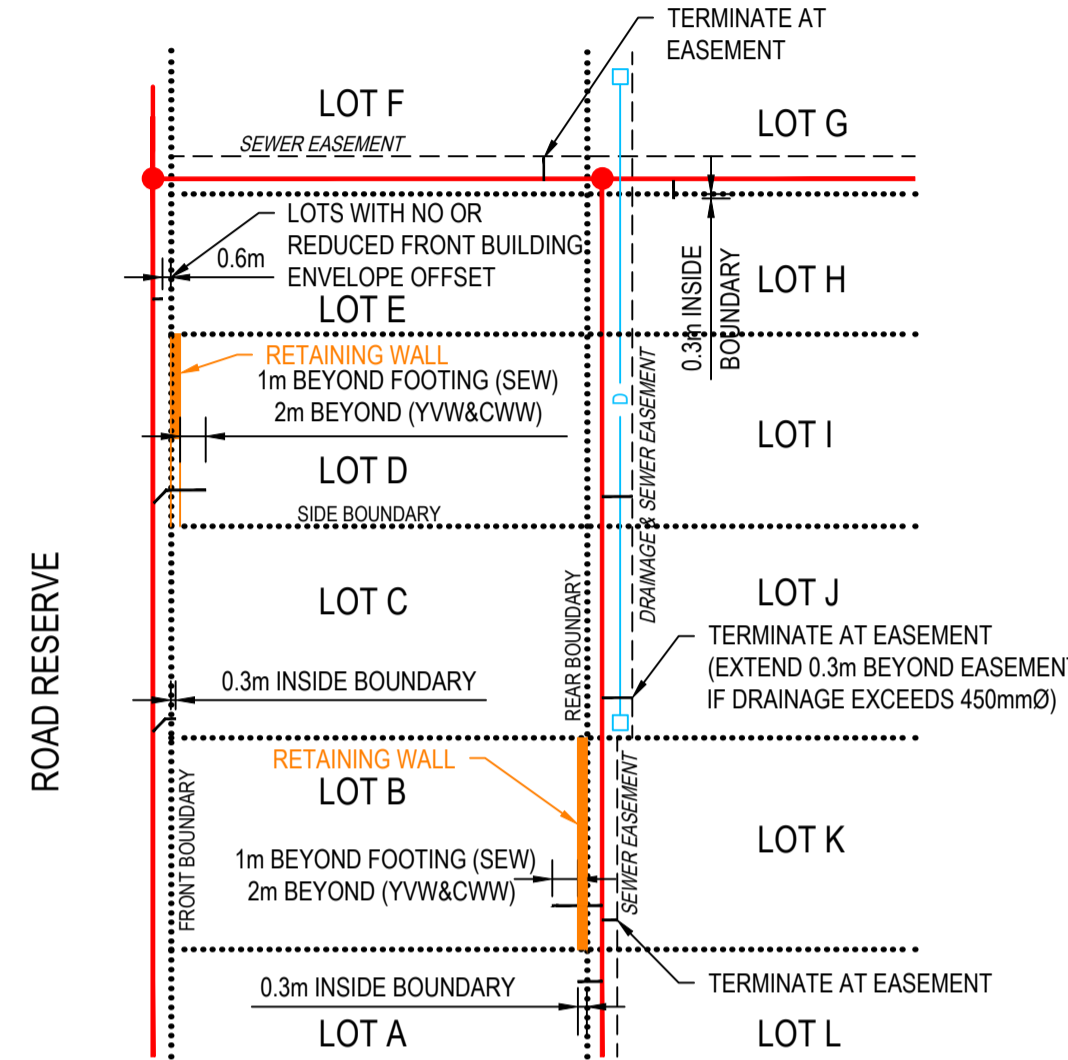 TERMINATE AT
EASEMENT
LOT F
LOT G
SEWER EASEMENT
LOTS WITH NO OR
REDUCED FRONT BUILDING
ENVELOPE OFFSET
0.6m
LOT E
LOT H
0.3m INSIDE
BOUNDARY
RETAINING WALL
1m BEYOND FOOTING (SEW)
2m BEYOND (YVW&CWW)
LOT D
SIDE BOUNDARY
D
DRAINAGE & SEWER EASEMENT
LOT I
ROAD RESERVE
LOT C
REAR BOUNDARY
LOT J
TERMINATE AT EASEMENT
(EXTEND 0.3m BEYOND EASEMENT
IF DRAINAGE EXCEEDS 450mmØ)
0.3m INSIDE BOUNDARY
RETAINING WALL
LOT B
FRONT BOUNDARY
1m BEYOND FOOTING (SEW)
2m BEYOND (YVW&CWW)
SEWER EASEMENT
LOT K
TERMINATE AT EASEMENT
0.3m INSIDE BOUNDARY
LOT A
LOT L